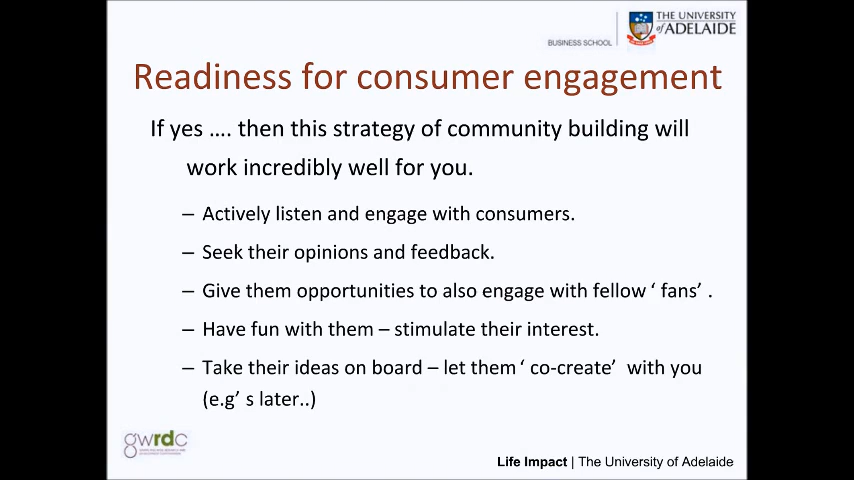 THE UNIVERSITY
of ADELAIDE
BUSINESS SCHOOL
Readiness for consumer engagement
If yes …. then this strategy of community building will
work incredibly well for you.
– Actively listen and engage with consumers.
– Seek their opinions and feedback.
– Give them opportunities to also engage with fellow ‘ fans’ .
– Have fun with them – stimulate their interest.
– Take their ideas on board – let them ‘ co-create’ with you
(e.g’ s later..)
gwrdc
Life Impact | The University of Adelaide